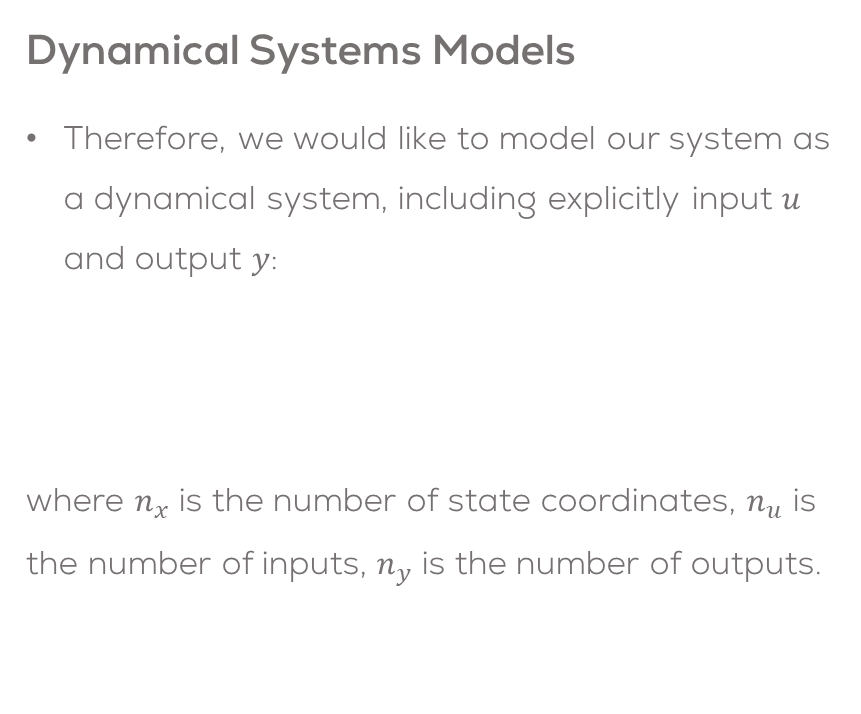 Dynamical Systems Models
• Therefore, we would like to model our system as
a dynamical system, including explicitly input u
and output y:
where nₓ is the number of state coordinates, nᵤ is
the number of inputs, n_y is the number of outputs.